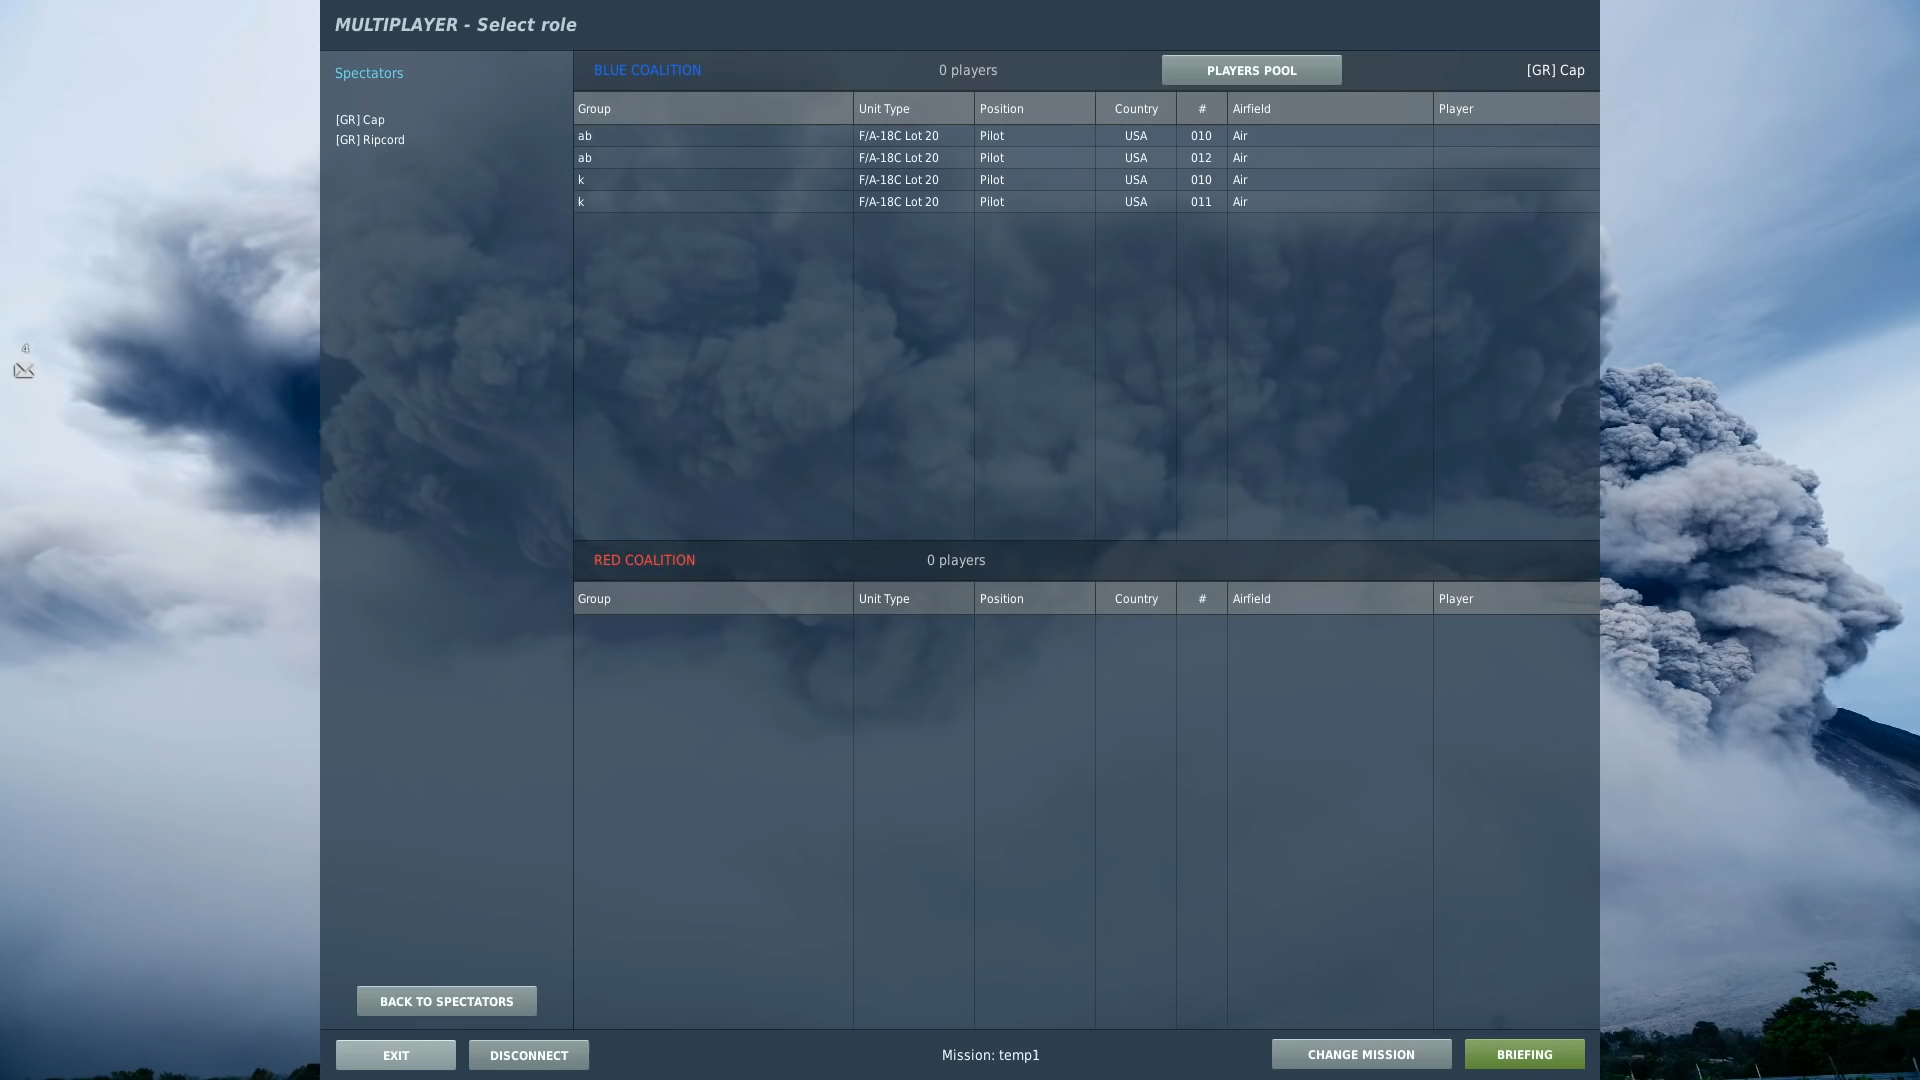 MULTIPLAYER - Select role
Spectators
[GR] Cap
[GR] Ripcord
BLUE COALITION 0 players PLAYERS POOL [GR] Cap
Group Unit Type Position Country # Airfield Player
ab F/A-18C Lot 20 Pilot USA 010 Air
ab F/A-18C Lot 20 Pilot USA 012 Air
k F/A-18C Lot 20 Pilot USA 010 Air
k F/A-18C Lot 20 Pilot USA 011 Air
4
RED COALITION 0 players
Group Unit Type Position Country # Airfield Player
BACK TO SPECTATORS
EXIT DISCONNECT Mission: temp1 CHANGE MISSION BRIEFING